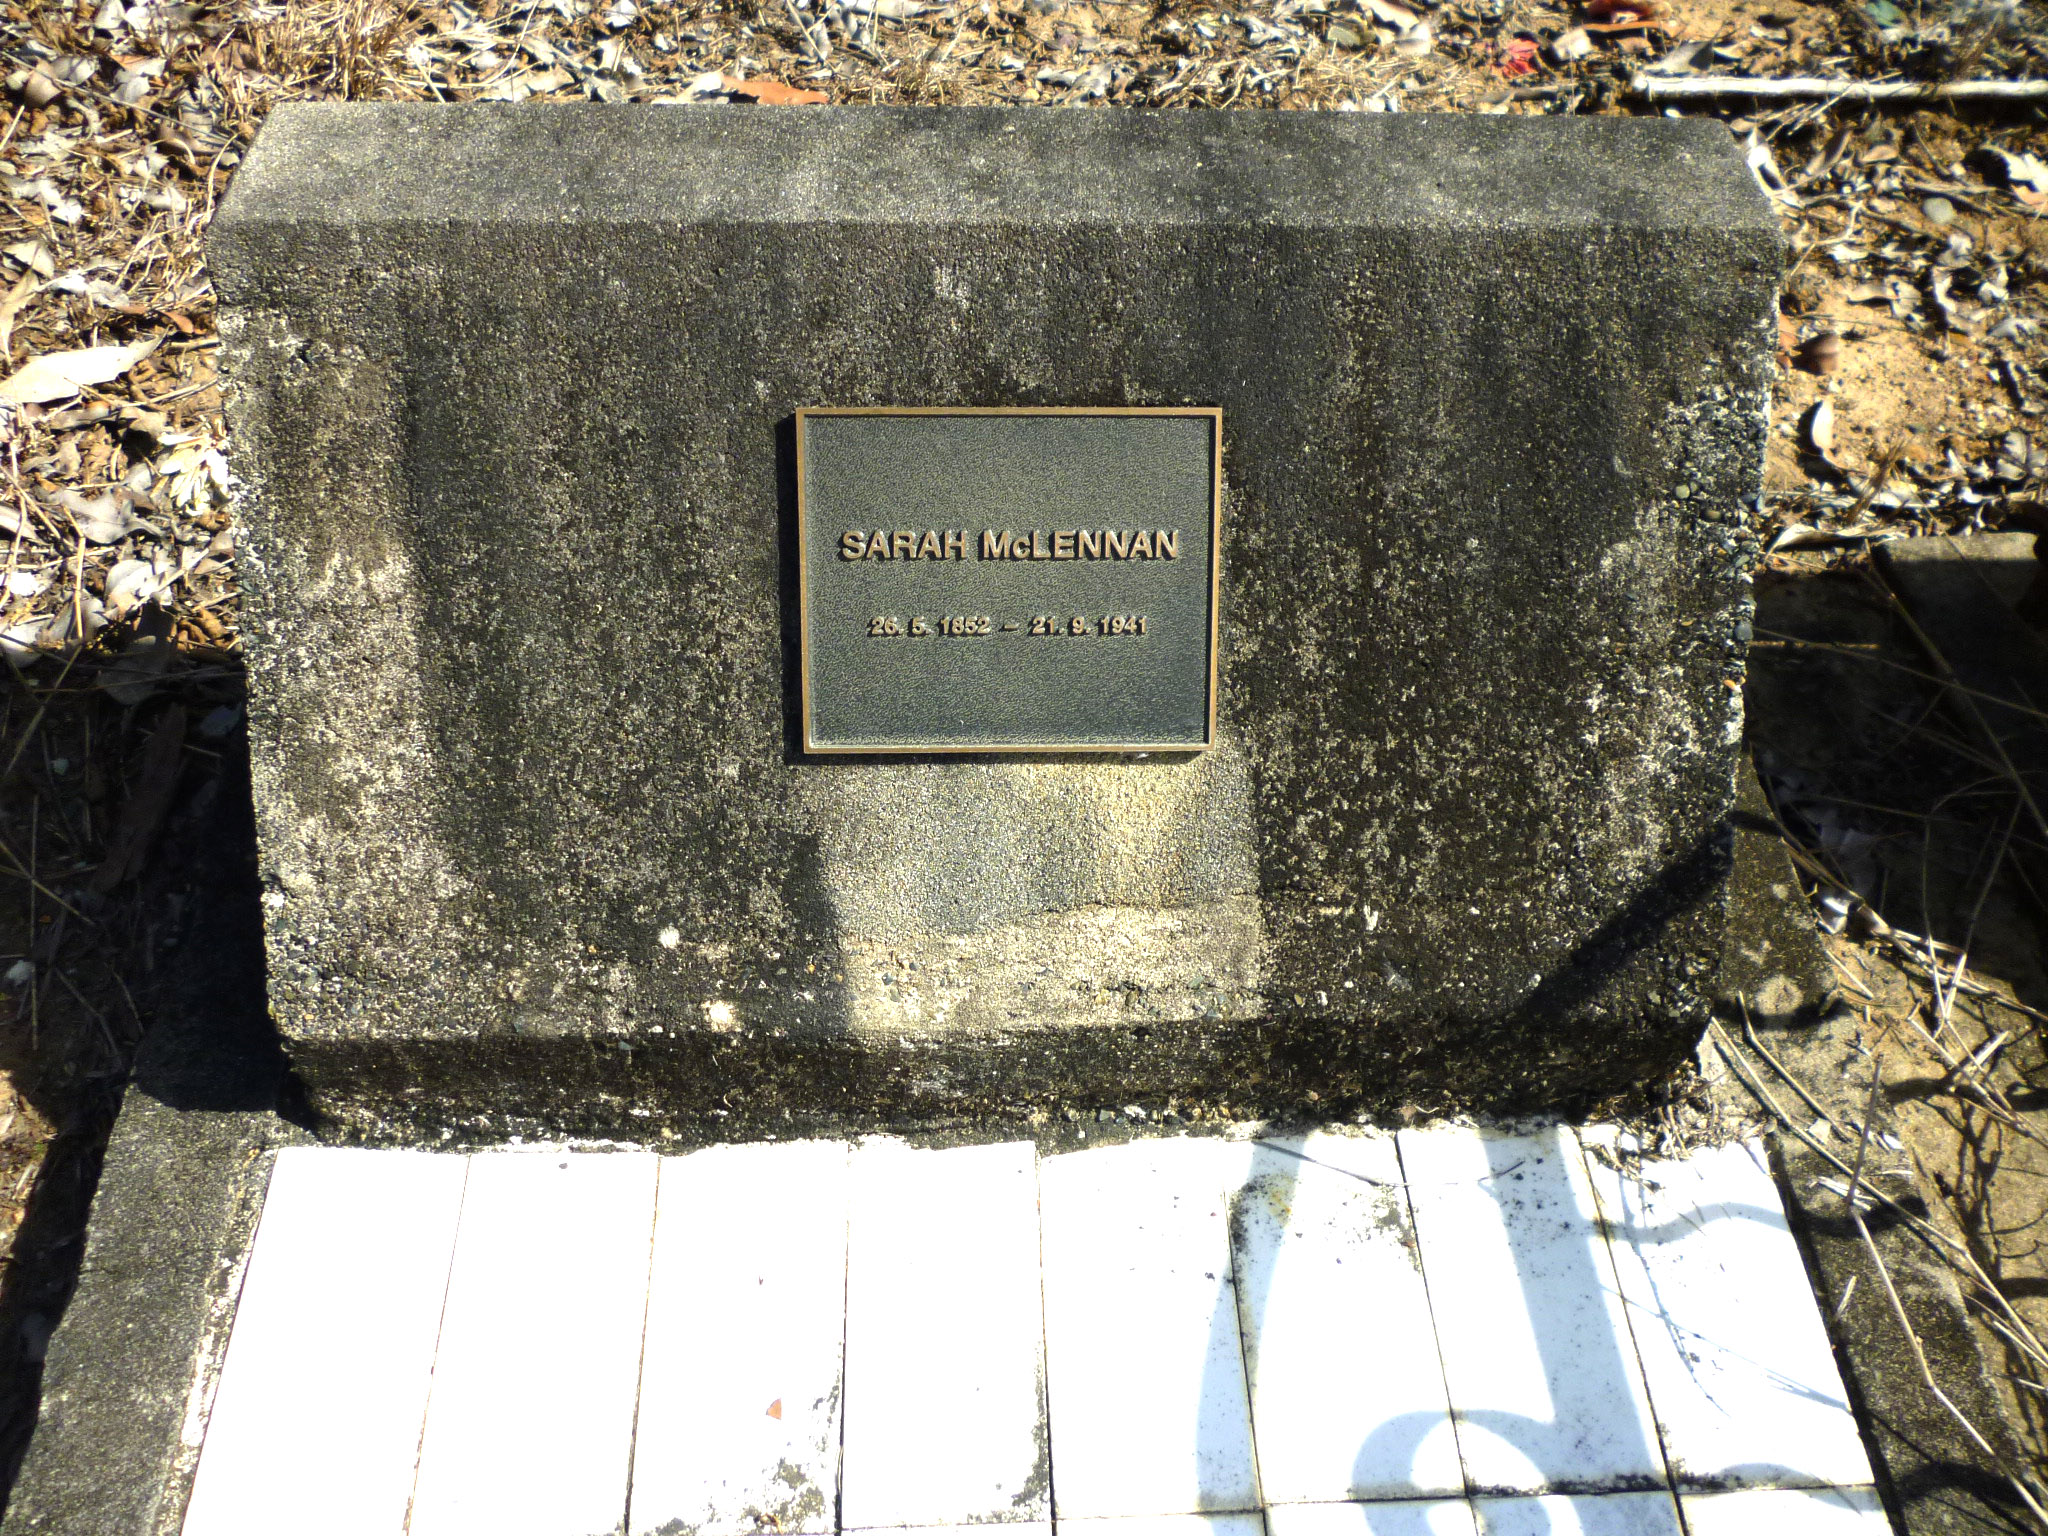 SARAH McLENNAN
26. 5. 1852 – 21. 9. 1941